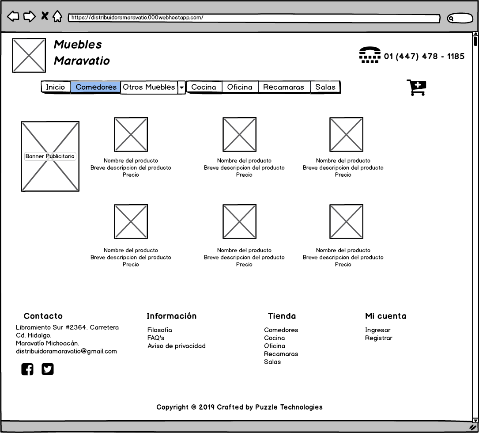 https://distribuidoramaravatio.000webhostapp.com/
Muebles
Maravatio
01 (447) 478 - 1185
Inicio Comedores Otros Muebles Cocina Oficina Recamaras Salas
Banner Publicitario
Nombre del producto
Breve descripcion del producto
Precio
Nombre del producto
Breve descripcion del producto
Precio
Nombre del producto
Breve descripcion del producto
Precio
Nombre del producto
Breve descripcion del producto
Precio
Nombre del producto
Breve descripcion del producto
Precio
Nombre del producto
Breve descripcion del producto
Precio
Contacto
Libramiento Sur #2364. Carretera
Cd. Hidalgo.
Maravatio Michoacán.
distribuidoramaravatio@gmail.com
Información
Filosofia
FAQ's
Aviso de privacidad
Tienda
Comedores
Cocina
Oficina
Recamaras
Salas
Mi cuenta
Ingresar
Registrar
Copyright © 2019 Crafted by Puzzle Technologies